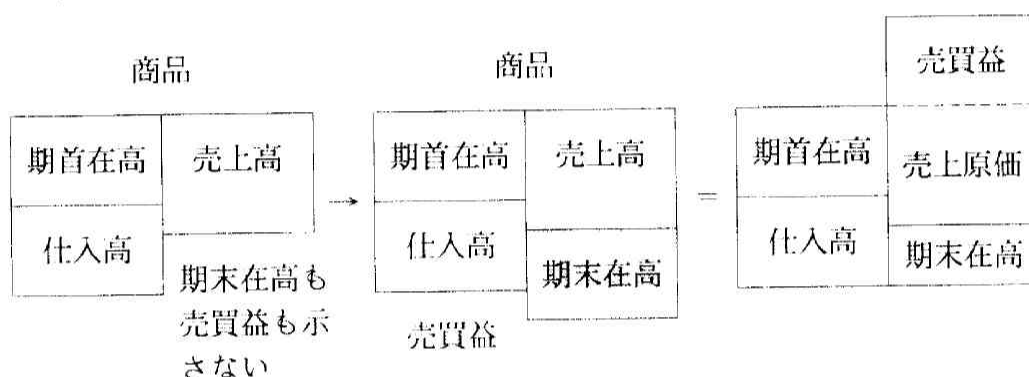 商品
期首在高
売上高
仕入高
期末在高も
売買益も示
さない
→
商品
期首在高
売上高
仕入高
期末在高
売買益
=
売買益
期首在高
売上原価
仕入高
期末在高